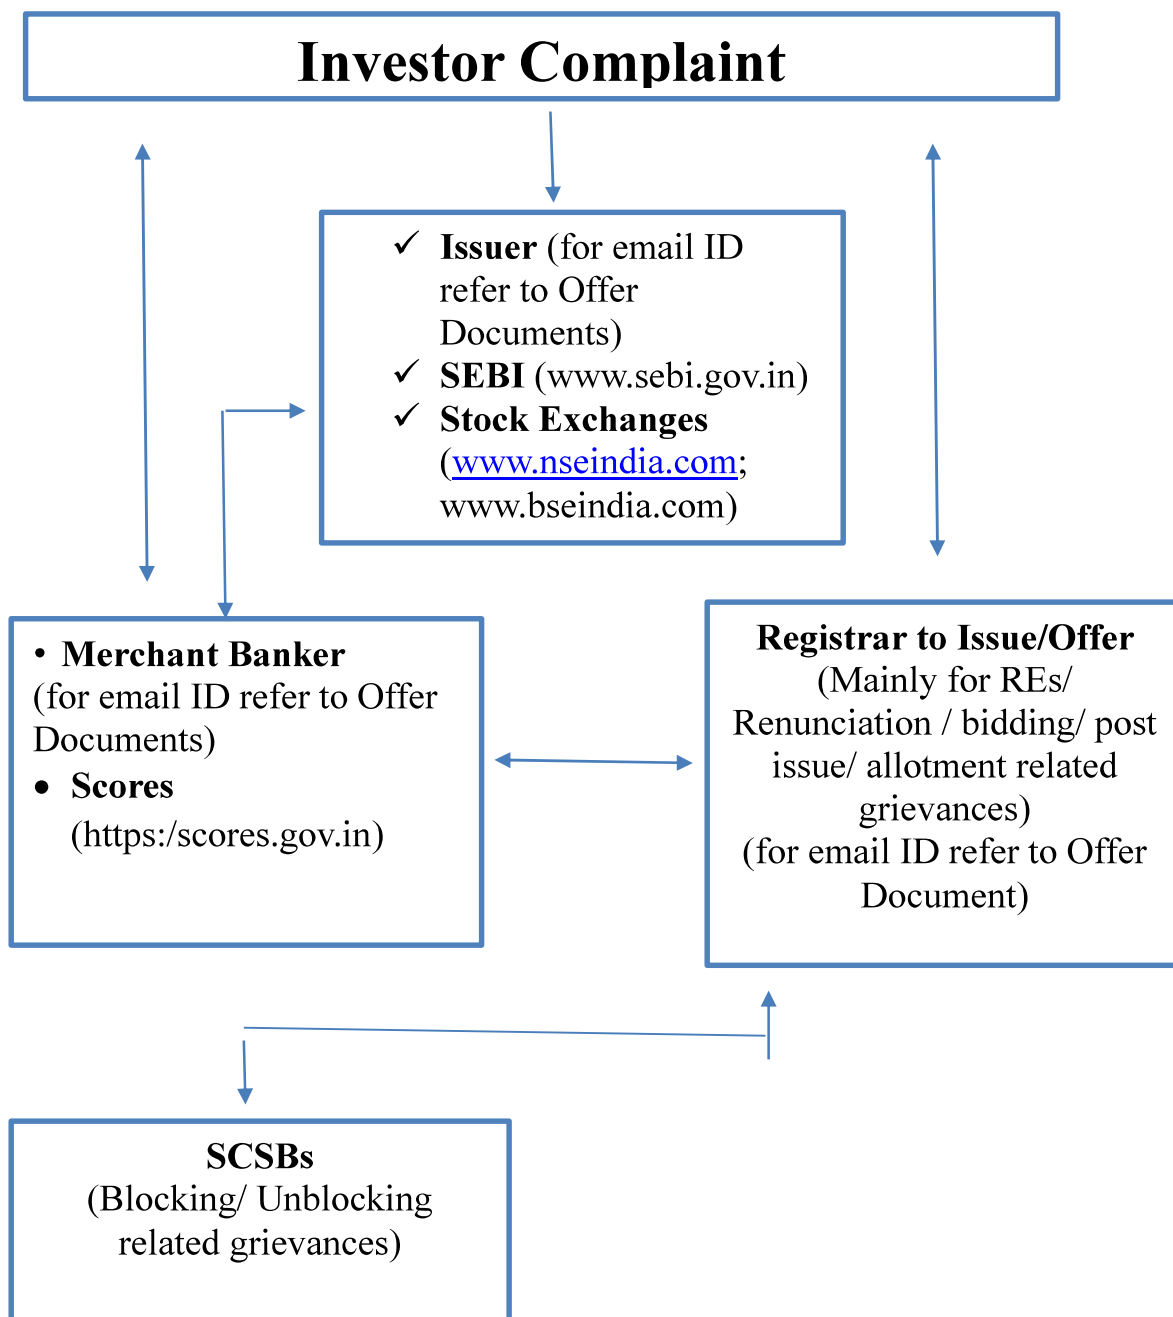 Investor Complaint
✓ Issuer (for email ID
refer to Offer
Documents)
✓ SEBI (www.sebi.gov.in)
✓ Stock Exchanges
(www.nseindia.com;
www.bseindia.com)
• Merchant Banker
(for email ID refer to Offer
Documents)
• Scores
(https:/scores.gov.in)
Registrar to Issue/Offer
(Mainly for REs/
Renunciation / bidding/ post
issue/ allotment related
grievances)
(for email ID refer to Offer
Document)
SCSBs
(Blocking/ Unblocking
related grievances)